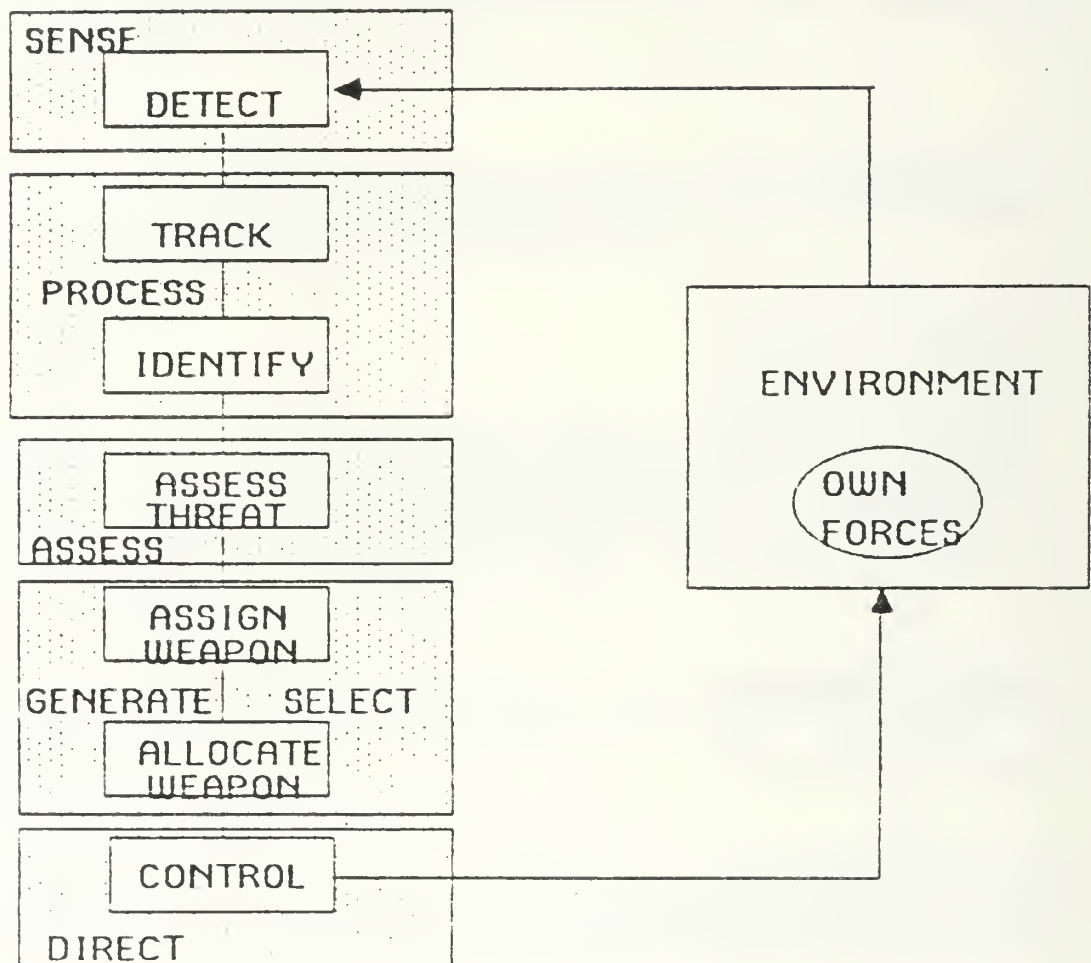 SENSE
DETECT
TRACK
PROCESS
IDENTIFY
ENVIRONMENT
OWN
FORCES
ASSESS
THREAT
ASSESS
ASSIGN
WEAPON
GENERATE SELECT
ALLOCATE
WEAPON
CONTROL
DIRECT